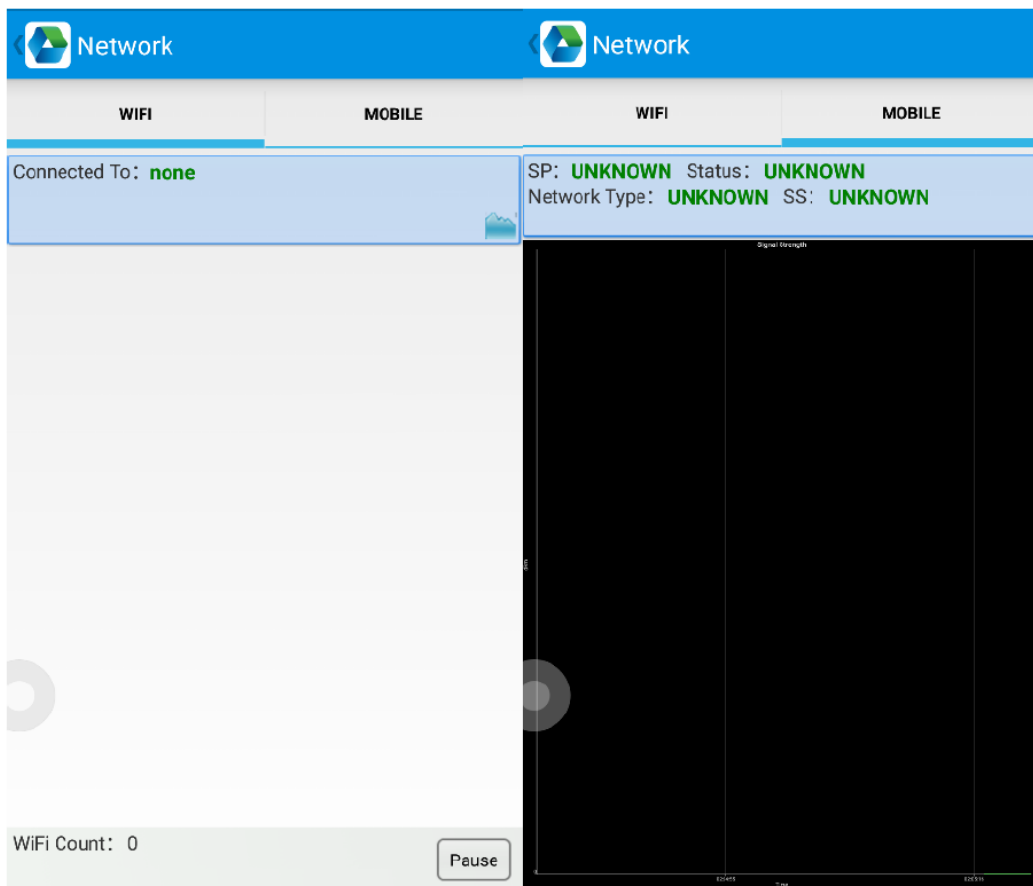 Network
WIFI MOBILE
Connected To: none
WiFi Count: 0
Pause
Network
WIFI MOBILE
SP: UNKNOWN Status: UNKNOWN
Network Type: UNKNOWN SS: UNKNOWN
Signal Strength
Time